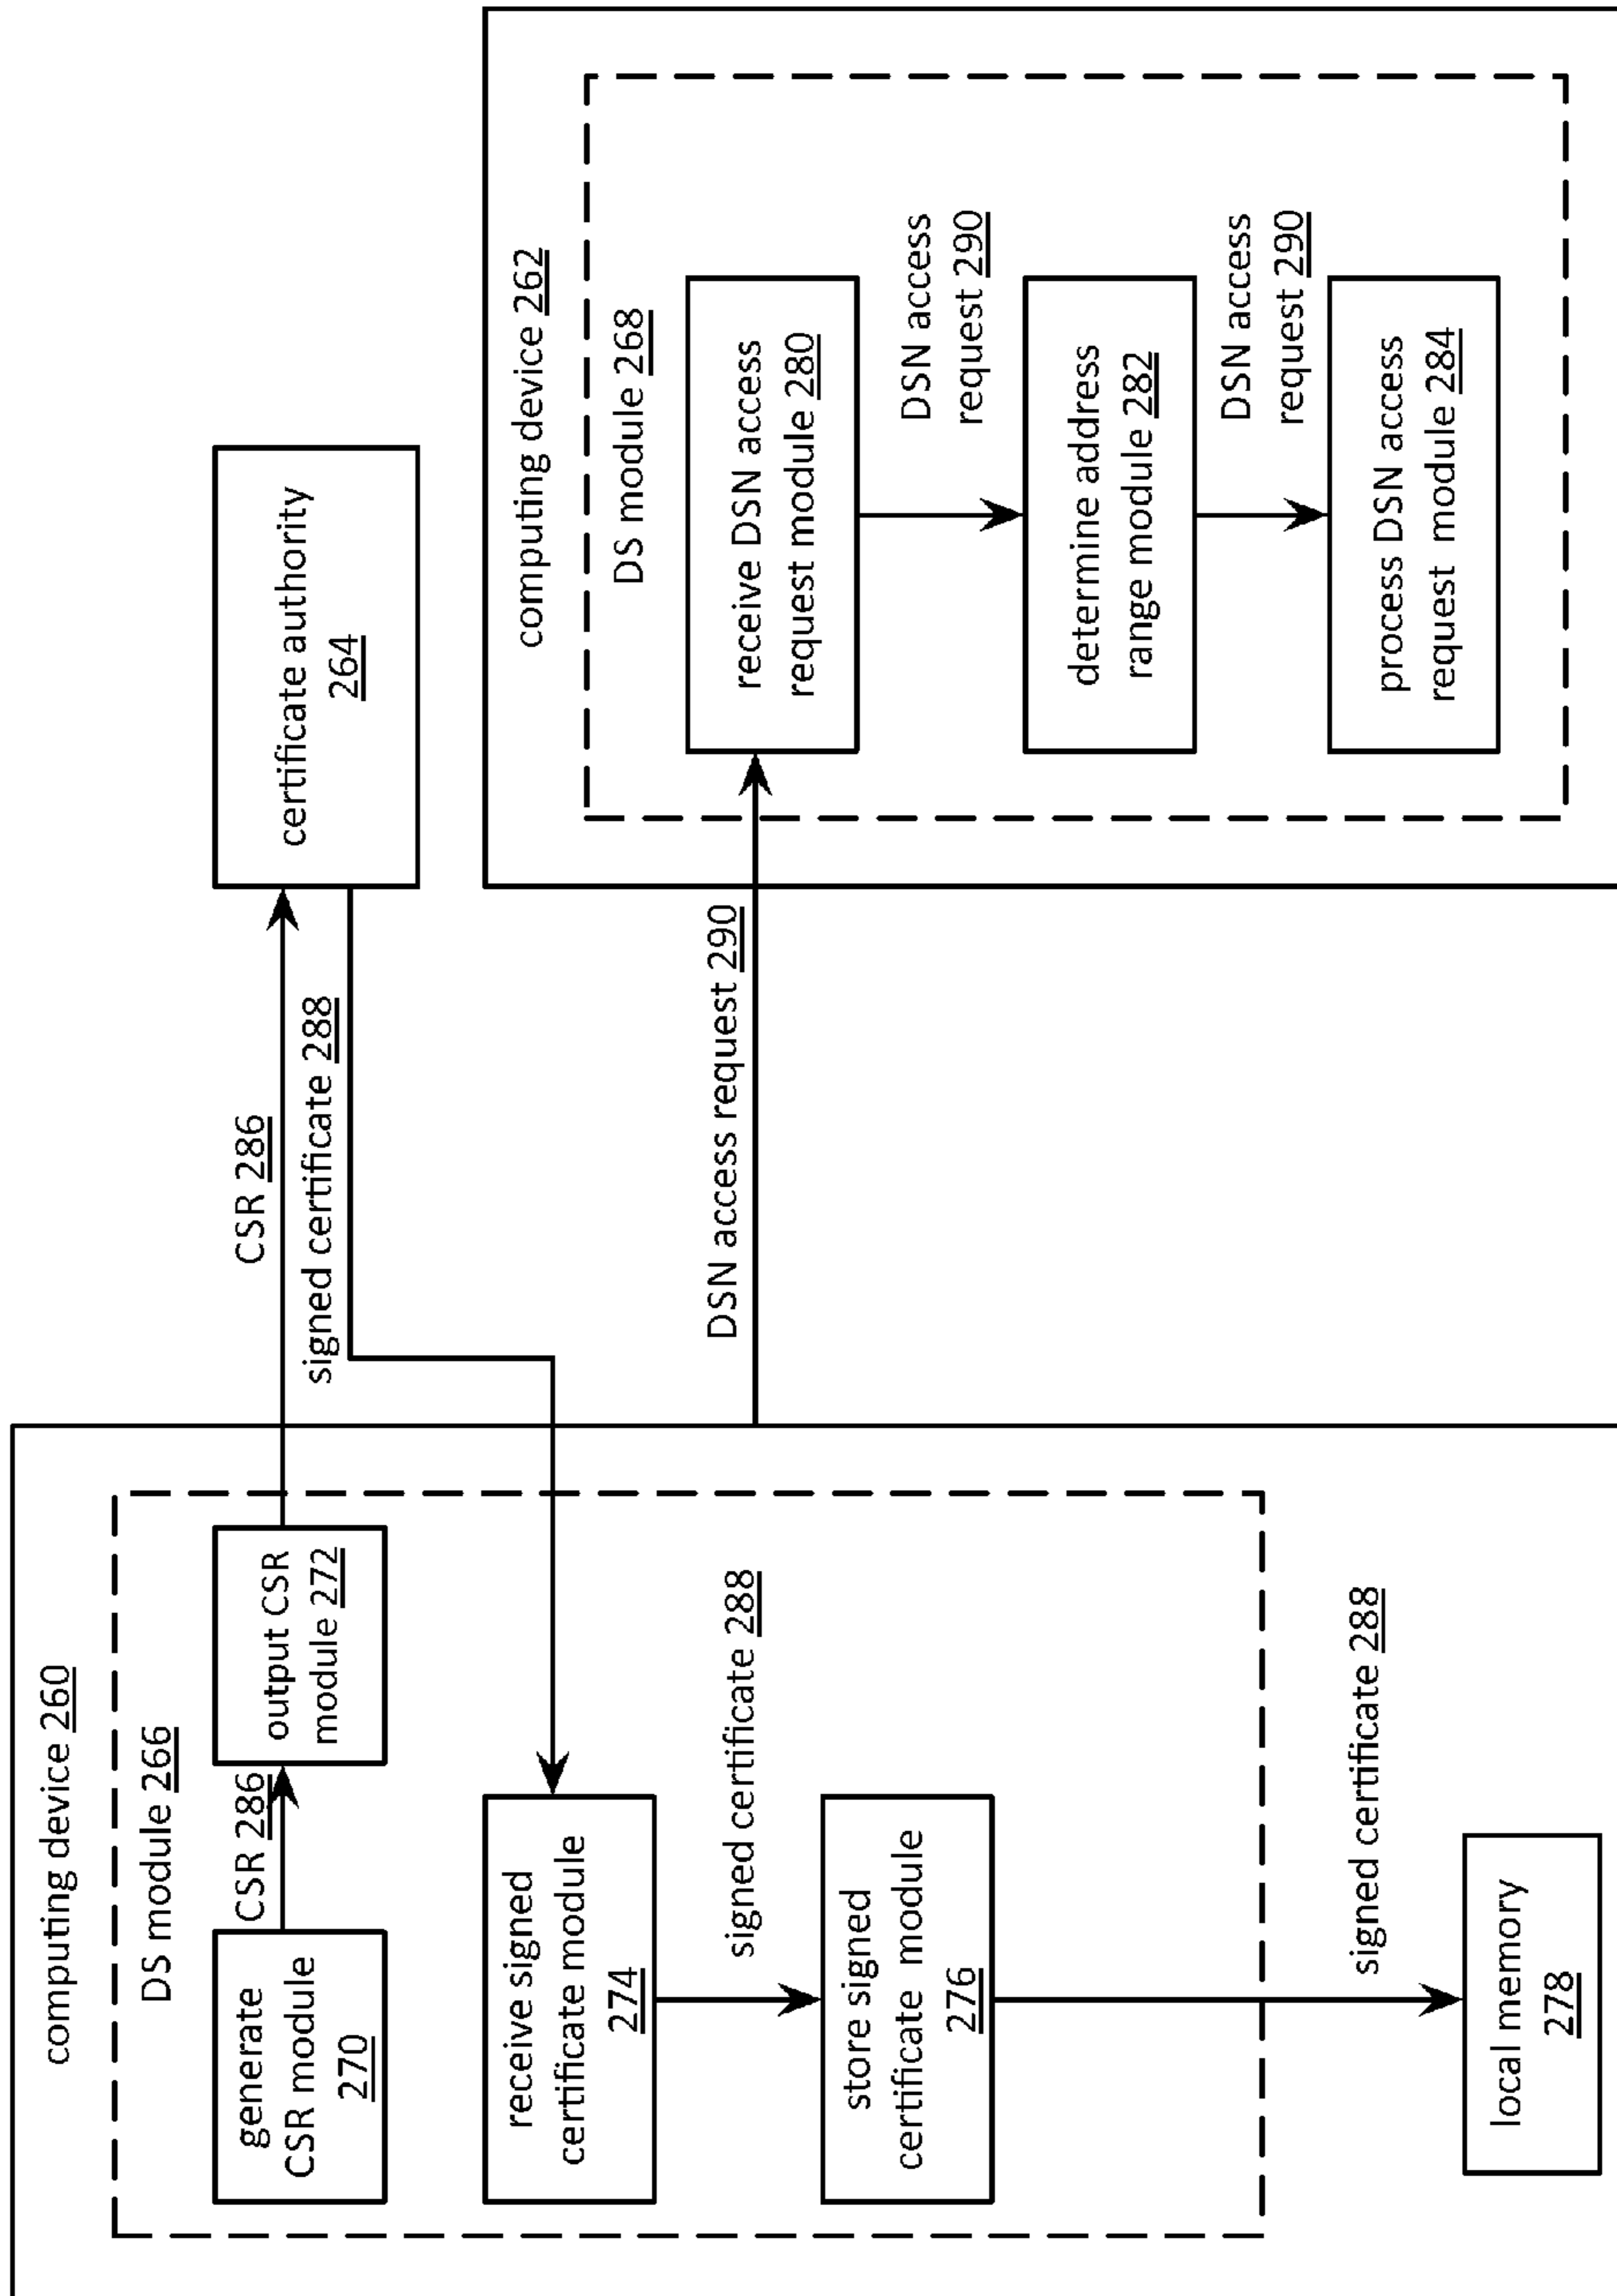 computing device 260
DS module 266
generate
CSR module
270
CSR 286
output CSR
module 272
CSR 286
signed certificate 288
certificate authority
264
receive signed
certificate module
274
signed certificate 288
store signed
certificate  module
276
signed certificate 288
local memory
278
DSN access request 290
computing device 262
DS module 268
receive DSN access
request module 280
DSN access
request 290
determine address
range module 282
DSN access
request 290
process DSN access
request  module 284